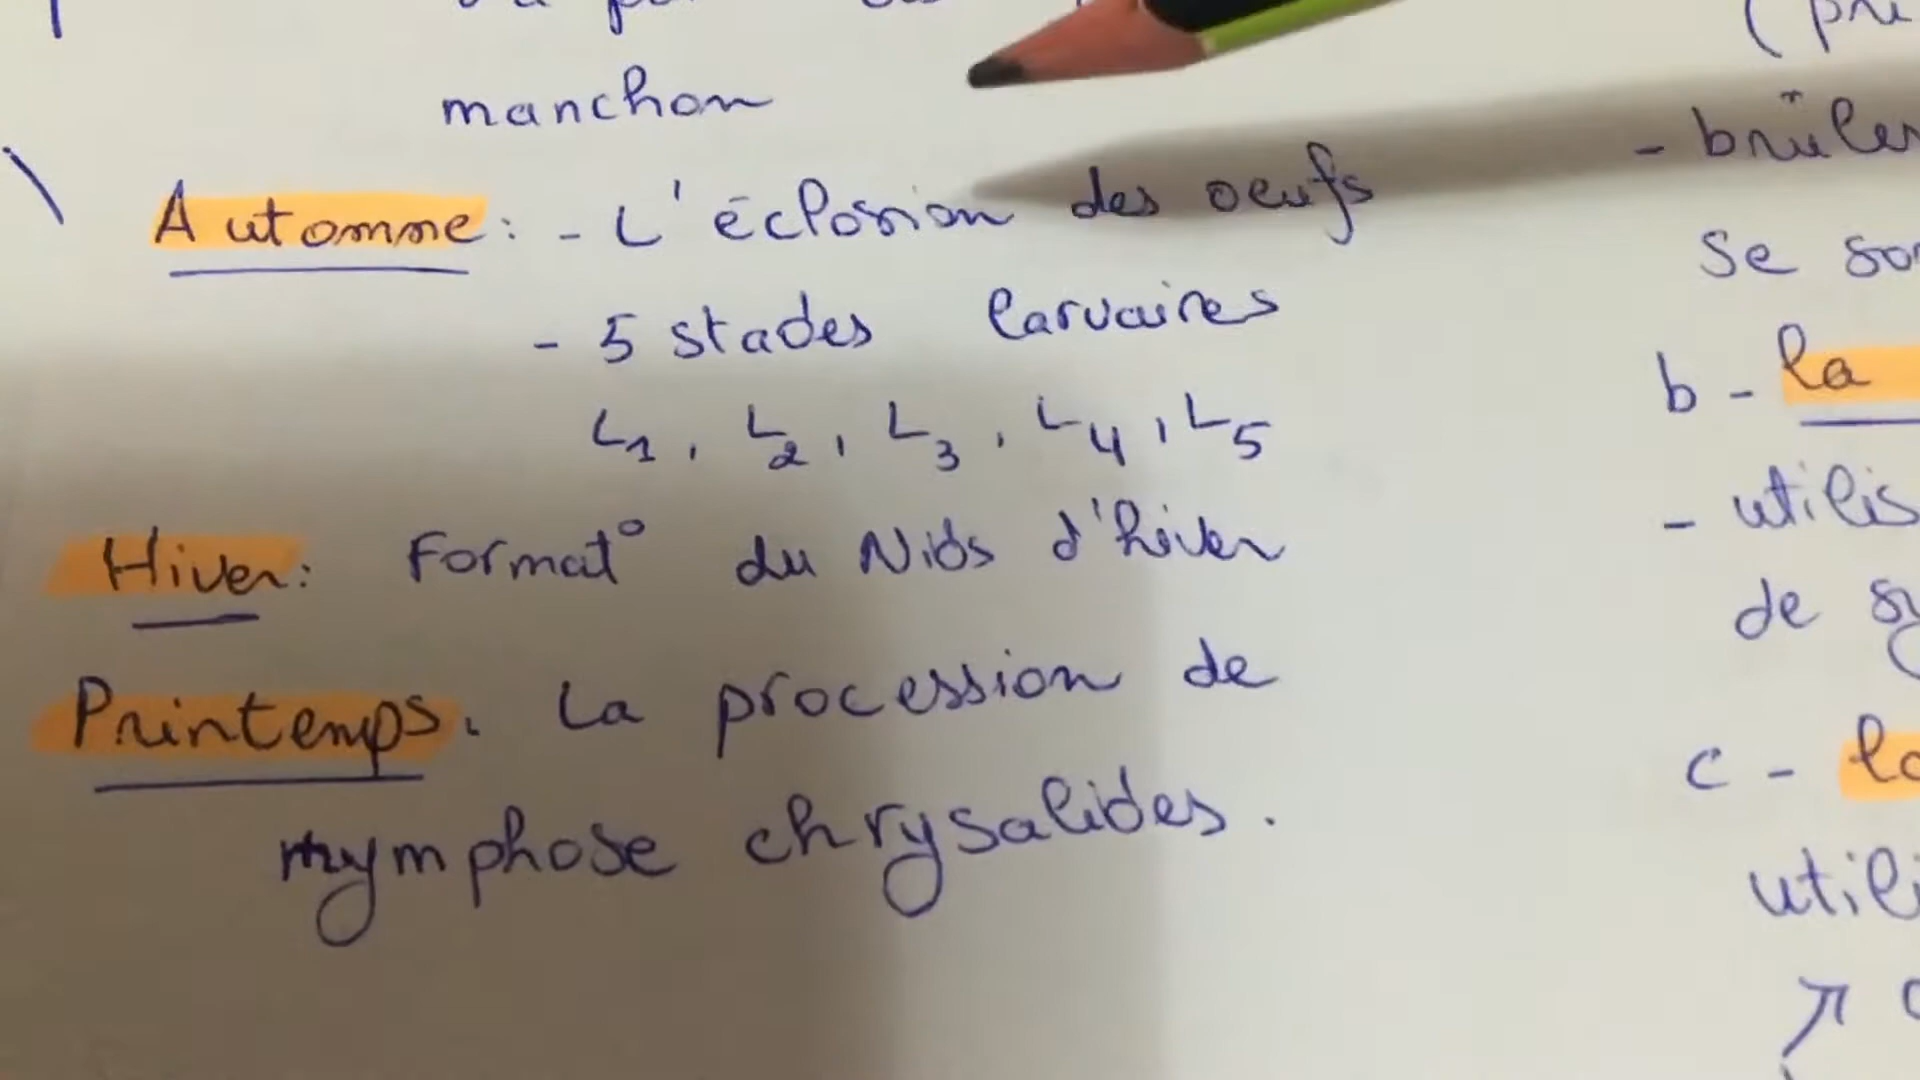 manchon
Automne : - L'éclosion des oeufs
- 5 stades larvaires
L1, L2, L3, L4, L5
Hiver : Format° du Nids d'hiver
Printemps. La procession de
nymphose chrysalides.
(
- brûler
se
b - la
- utilis
de
c -
utili
↗